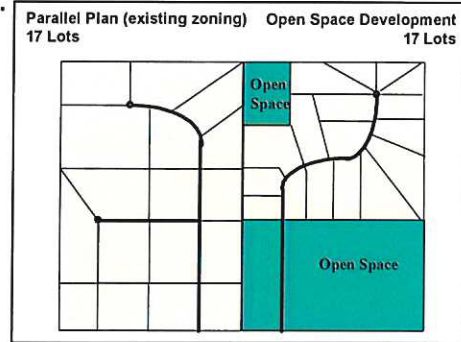 Parallel Plan (existing zoning) Open Space Development
17 Lots 17 Lots
Open
Space
Open Space